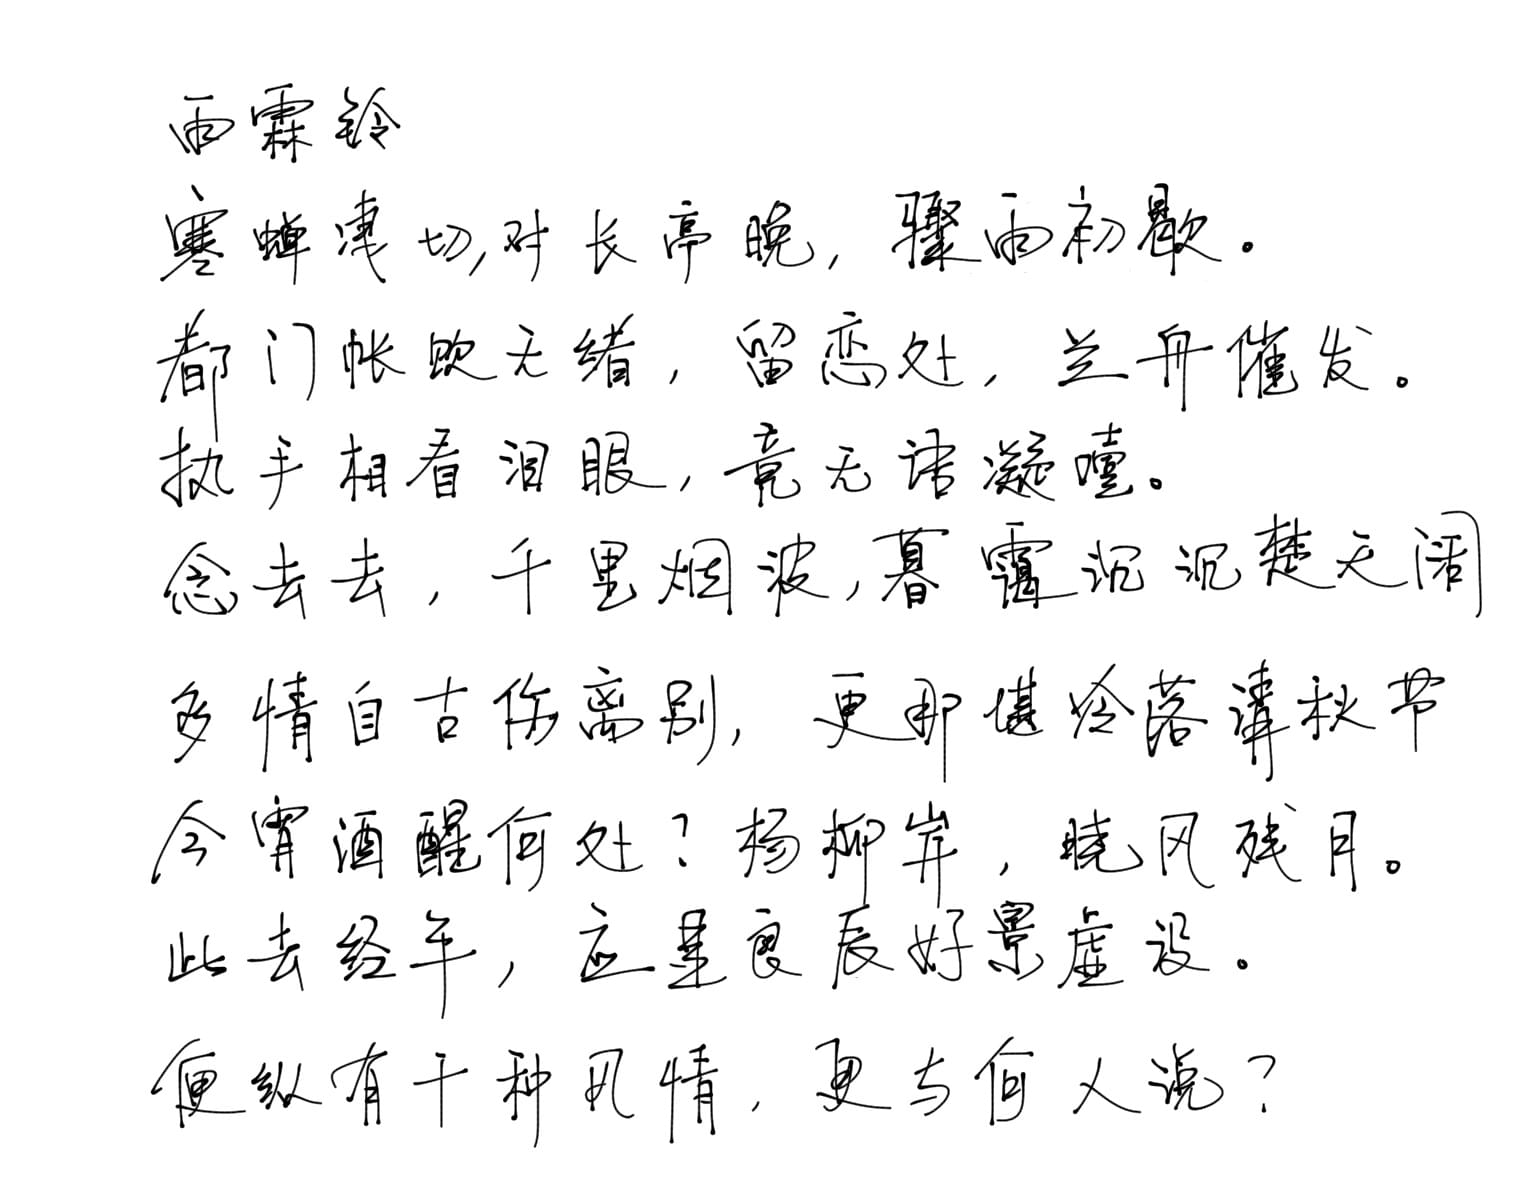 雨霖铃
寒蝉凄切,对长亭晚,骤雨初歇。
都门帐饮无绪,留恋处,兰舟催发。
执手相看泪眼,竟无语凝噎。
念去去,千里烟波,暮霭沉沉楚天阔
多情自古伤离别,更那堪冷落清秋节
今宵酒醒何处?杨柳岸,晓风残月。
此去经年,应是良辰好景虚设。
便纵有千种风情,更与何人说?